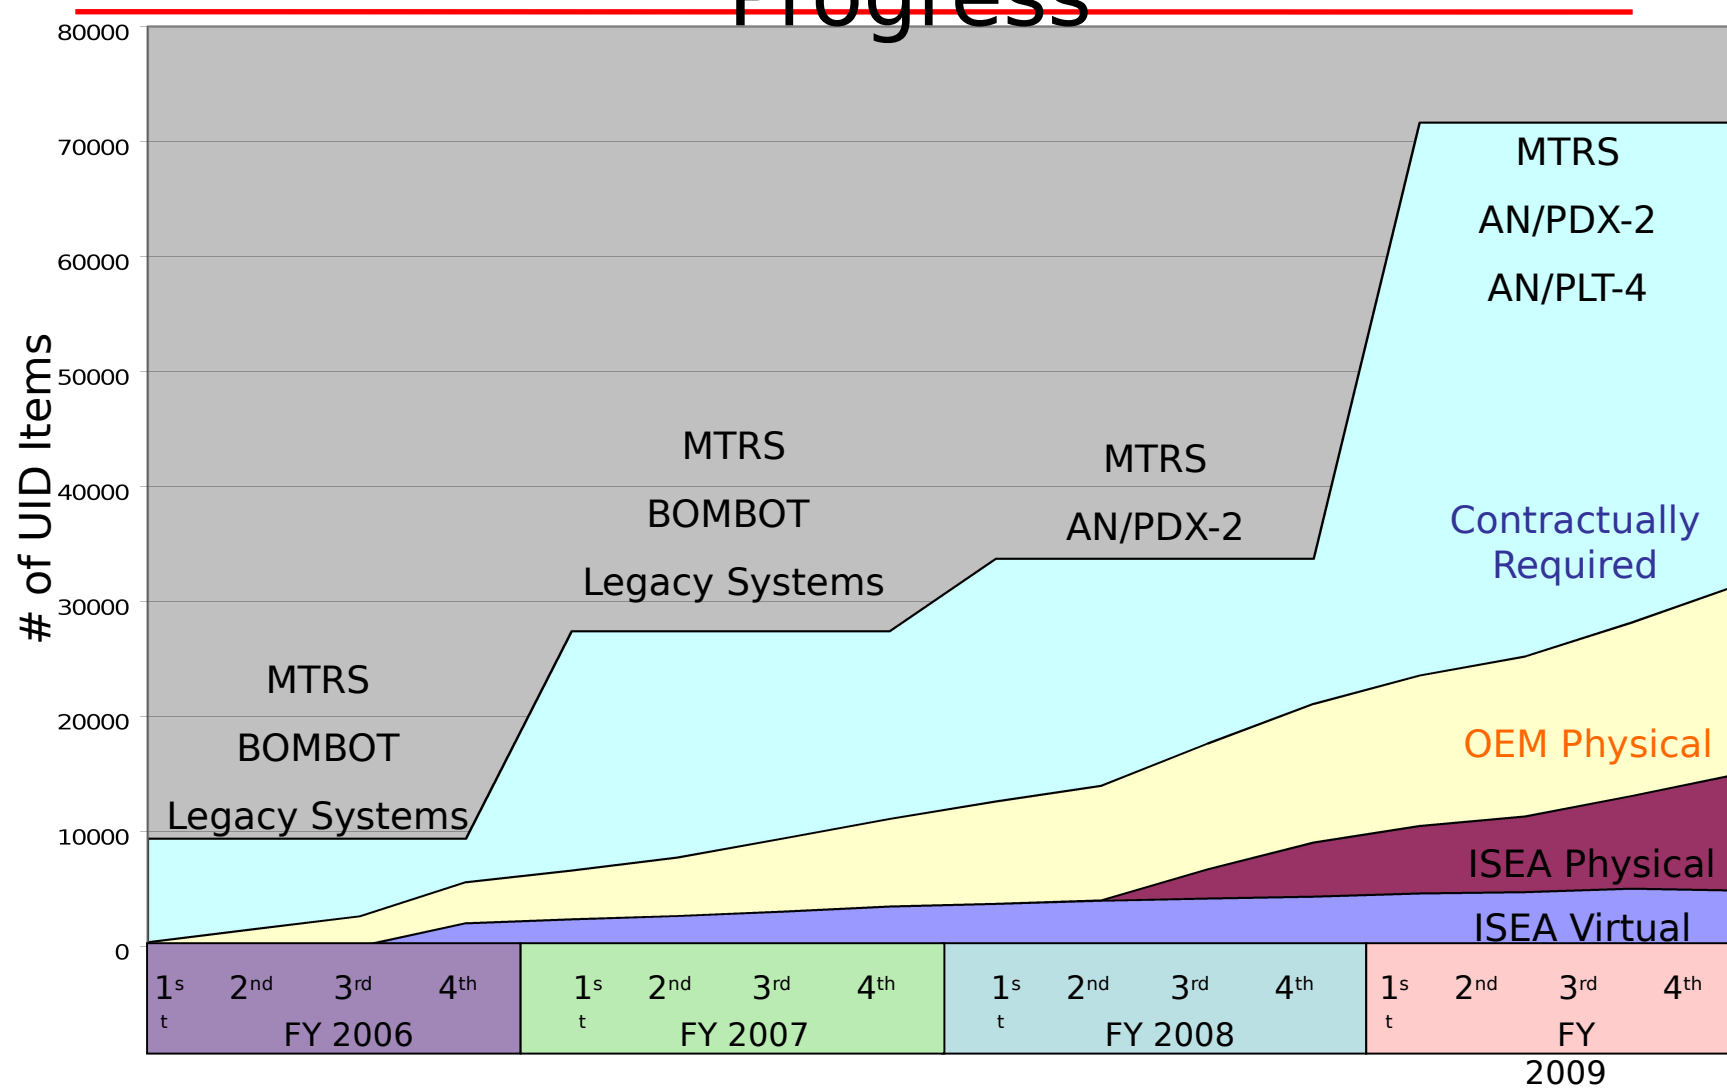 Progress
80000
70000
60000
50000
40000
30000
20000
10000
0
# of UID Items
MTRS
BOMBOT
Legacy Systems
MTRS
BOMBOT
Legacy Systems
MTRS
AN/PDX-2
MTRS
AN/PDX-2
AN/PLT-4
Contractually
Required
OEM Physical
ISEA Physical
ISEA Virtual
1st 2nd 3rd 4th
FY 2006
1st 2nd 3rd 4th
FY 2007
1st 2nd 3rd 4th
FY 2008
1st 2nd 3rd 4th
FY
2009